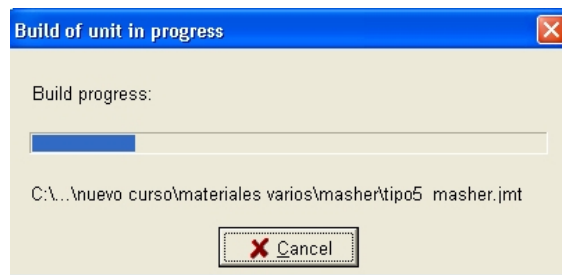 Build of unit in progress
Build progress:
C:\...\nuevo curso\materiales varios\masher\tipo5 masher.jmt
Cancel